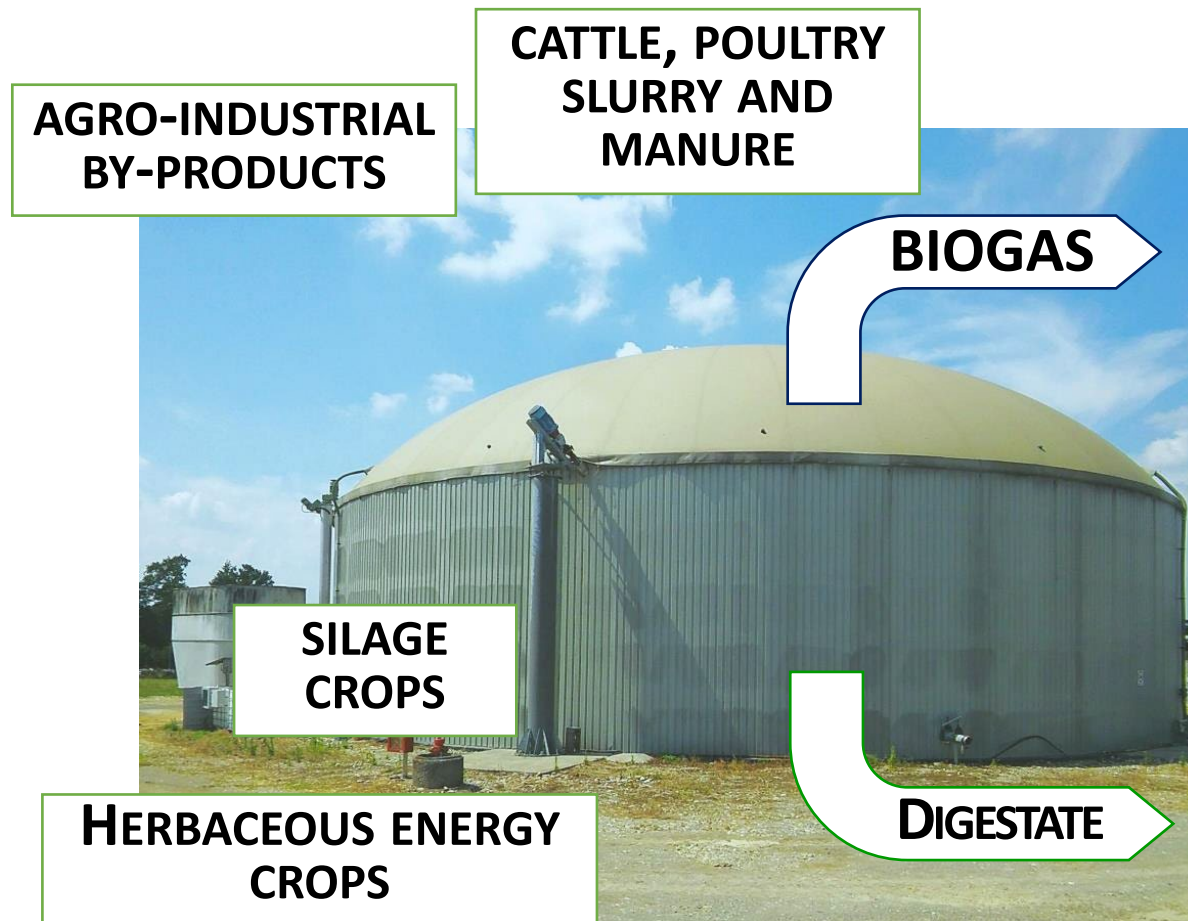 CATTLE, POULTRY
SLURRY AND
MANURE
AGRO-INDUSTRIAL
BY-PRODUCTS
BIOGAS
SILAGE
CROPS
HERBACEOUS ENERGY
CROPS
DIGESTATE